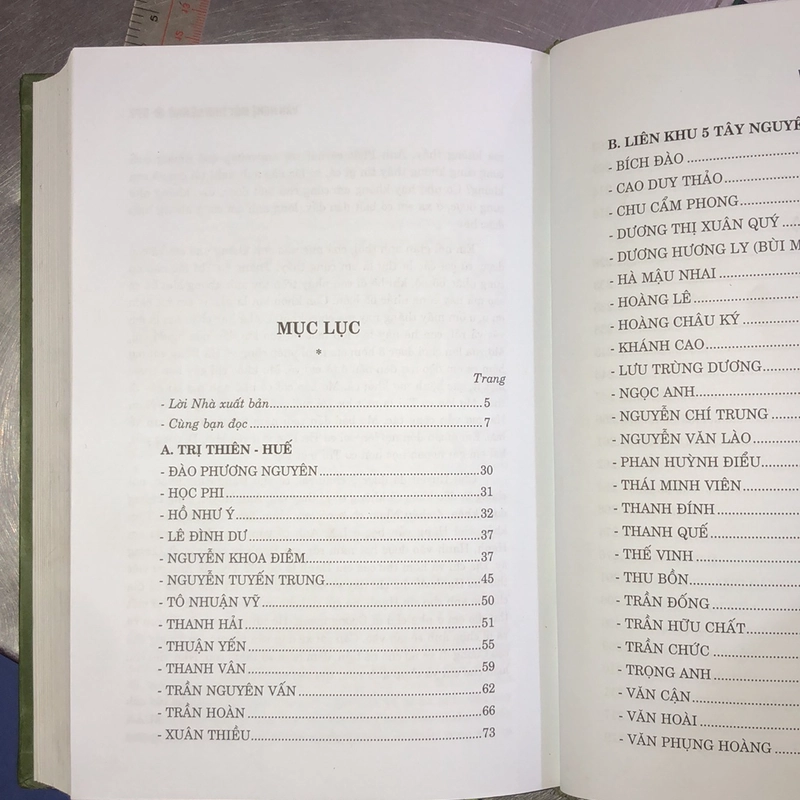 MỤC LỤC
*
Trang
- Lời Nhà xuất bản....................5
- Cùng bạn đọc....................7
A. TRỊ THIÊN - HUẾ
- ĐÀO PHƯƠNG NGUYÊN....................30
- HỌC PHI....................31
- HỒ NHƯ Ý....................32
- LÊ ĐÌNH DƯ....................37
- NGUYỄN KHOA ĐIỀM....................37
- NGUYỄN TUYẾN TRUNG....................45
- TÔ NHUẬN VỸ....................50
- THANH HẢI....................51
- THUẬN YẾN....................55
- THANH VÂN....................59
- TRẦN NGUYÊN VẤN....................62
- TRẦN HOÀN....................66
- XUÂN THIỀU....................73
B. LIÊN KHU 5 TÂY NGUYÊ
- BÍCH ĐÀO....................
- CAO DUY THẢO....................
- CHU CẨM PHONG....................
- DƯƠNG THỊ XUÂN QUÝ....................
- DƯƠNG HƯƠNG LY (BÙI M
- HÀ MẬU NHAI....................
- HOÀNG LÊ....................
- HOÀNG CHÂU KÝ....................
- KHÁNH CAO....................
- LƯU TRÙNG DƯƠNG....................
- NGỌC ANH....................
- NGUYỄN CHÍ TRUNG....................
- NGUYỄN VĂN LÀO....................
- PHAN HUỲNH ĐIỂU....................
- THÁI MINH VIÊN....................
- THANH ĐÍNH....................
- THANH QUẾ....................
- THẾ VINH....................
- THU BỒN....................
- TRẦN ĐỐNG....................
- TRẦN HỮU CHẤT....................
- TRẦN CHỨC....................
- TRỌNG ANH....................
- VĂN CẬN....................
- VĂN HOÀI....................
- VĂN PHỤNG HOÀNG....................